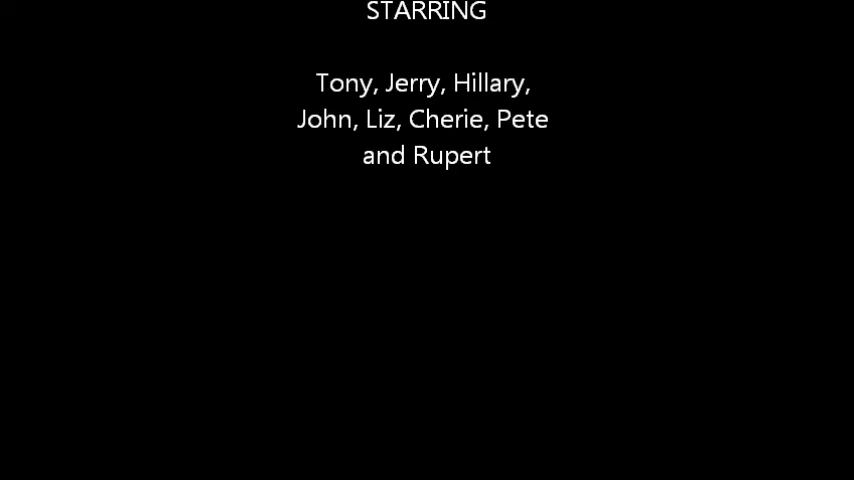 STARRING
Tony, Jerry, Hillary,
John, Liz, Cherie, Pete
and Rupert